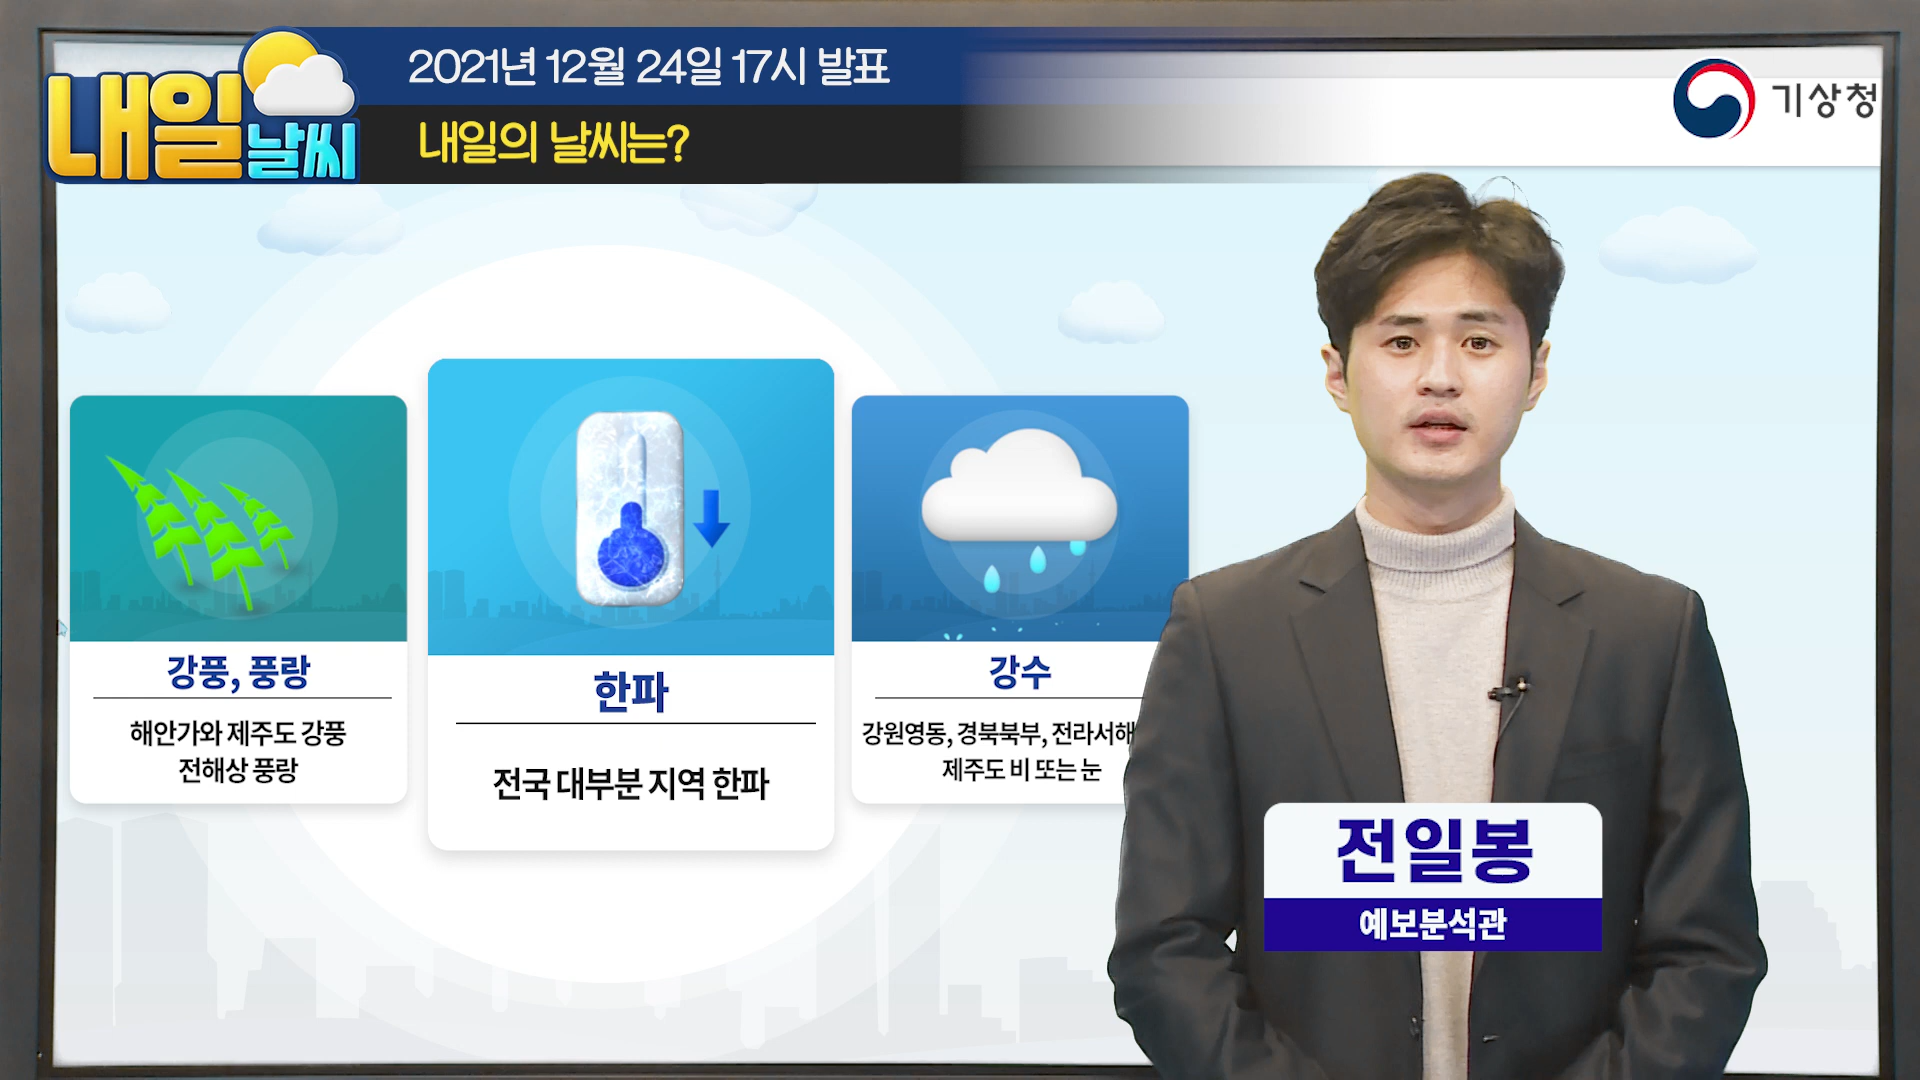 내일날씨
2021년 12월 24일 17시 발표
내일의 날씨는?
기상청
강풍, 풍랑
해안가와 제주도 강풍
전해상 풍랑
한파
전국 대부분 지역 한파
강수
강원영동, 경북북부, 전라서해
제주도 비 또는 눈
전일봉
예보분석관